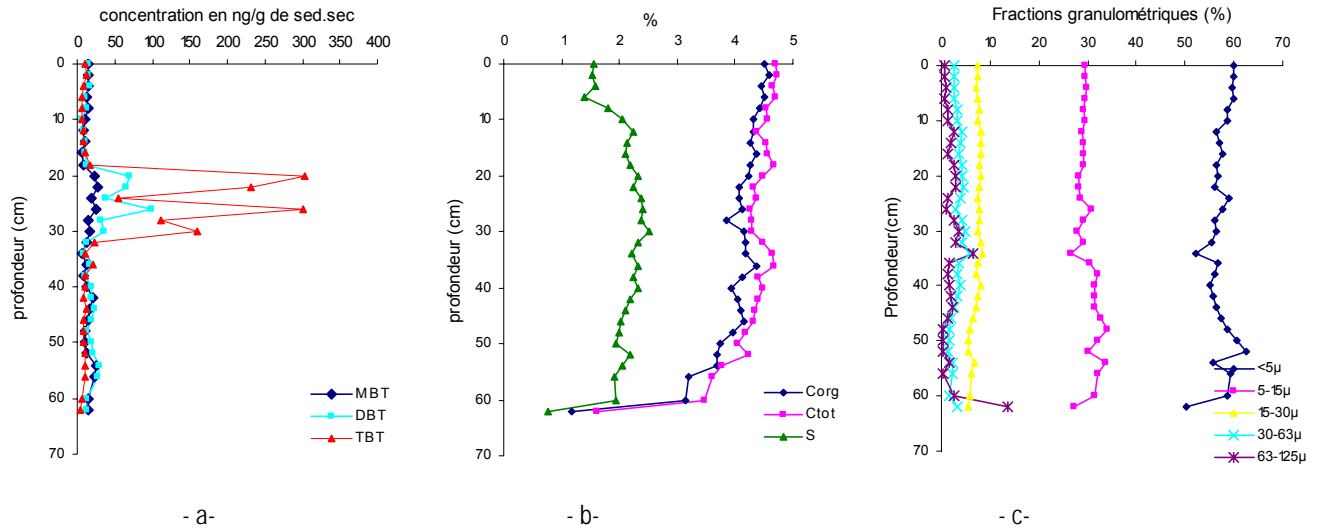 concentration en ng/g de sed.sec
0 50 100 150 200 250 300 350 400
0
10
20
30
40
50
60
70
profondeur (cm)
MBT
DBT
TBT
- a-
%
0 1 2 3 4 5
0
10
20
30
40
50
60
70
profondeur (cm)
Corg
Ctot
S
- b-
Fractions granulométriques (%)
0 10 20 30 40 50 60 70
0
10
20
30
40
50
60
70
Profondeur(cm)
<5µ
5-15µ
15-30µ
30-63µ
63-125µ
- c-